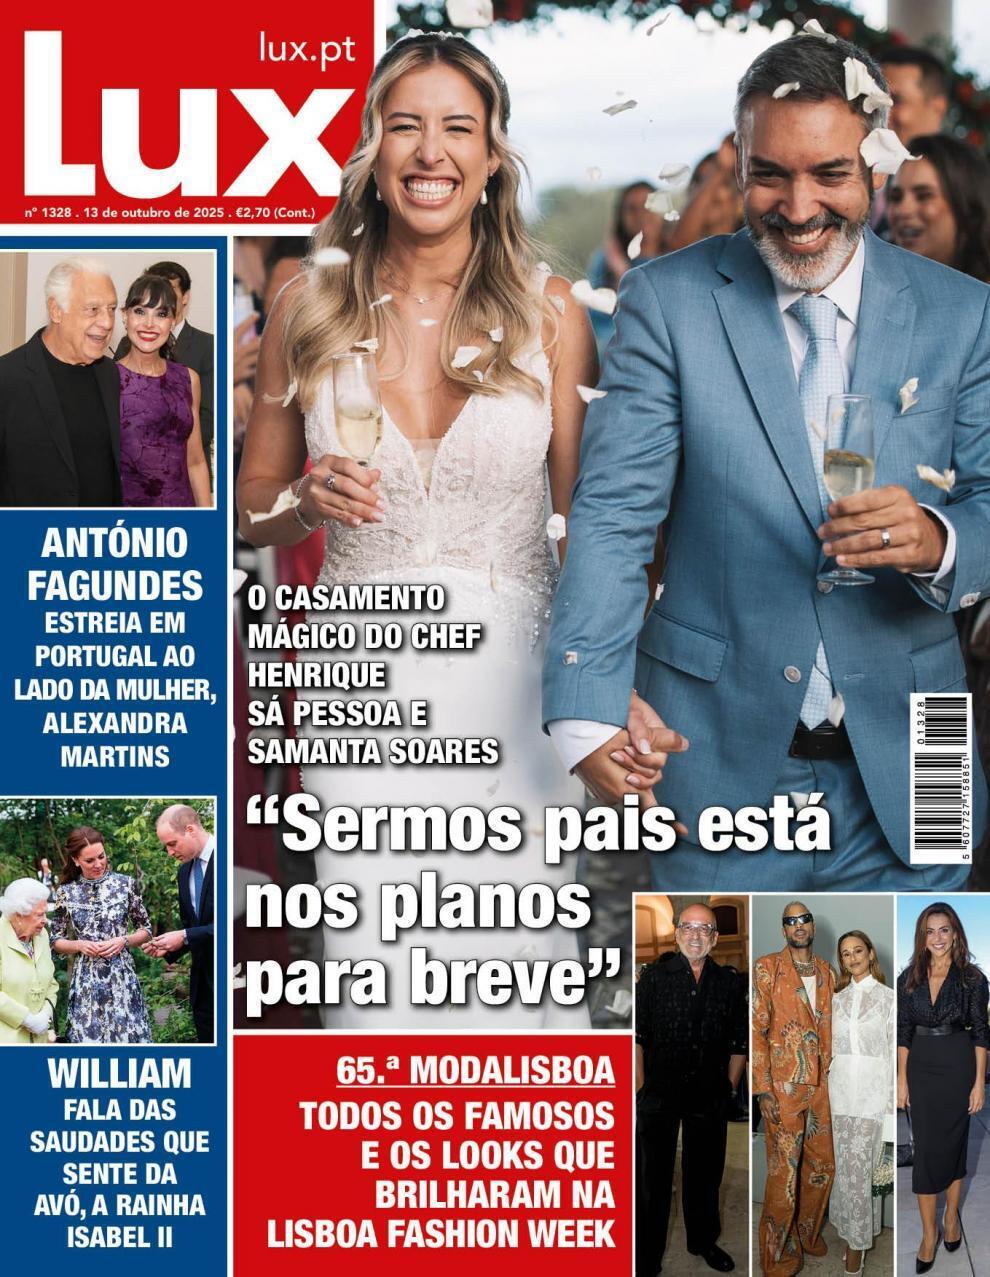 lux.pt
Lux
nº 1328 . 13 de outubro de 2025 . €2,70 (Cont.)
ANTÓNIO
FAGUNDES
ESTREIA EM
PORTUGAL AO
LADO DA MULHER,
ALEXANDRA
MARTINS
WILLIAM
FALA DAS
SAUDADES QUE
SENTE DA
AVÓ, A RAINHA
ISABEL II
O CASAMENTO
MÁGICO DO CHEF
HENRIQUE
SÁ PESSOA E
SAMANTA SOARES
“Sermos pais está
nos planos
para breve”
65.ª MODALISBOA
TODOS OS FAMOSOS
E OS LOOKS QUE
BRILHARAM NA
LISBOA FASHION WEEK
01328
5 607727 158851